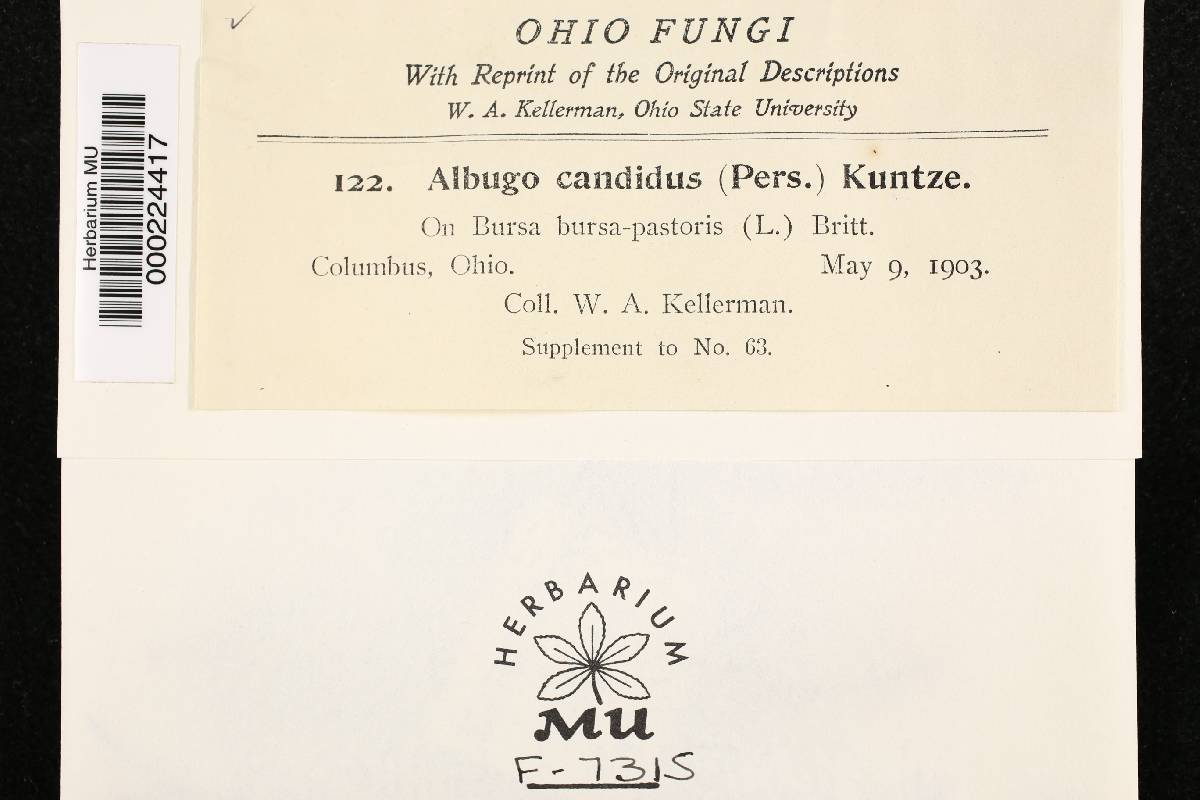 OHIO FUNGI
With Reprint of the Original Descriptions
W. A. Kellerman, Ohio State University
122. Albugo candidus (Pers.) Kuntze.
On Bursa bursa-pastoris (L.) Britt.
Columbus, Ohio. May 9, 1903.
Coll. W. A. Kellerman.
Supplement to No. 63.
Herbarium MU
000224417
HERBARIUM
MU
F-7315